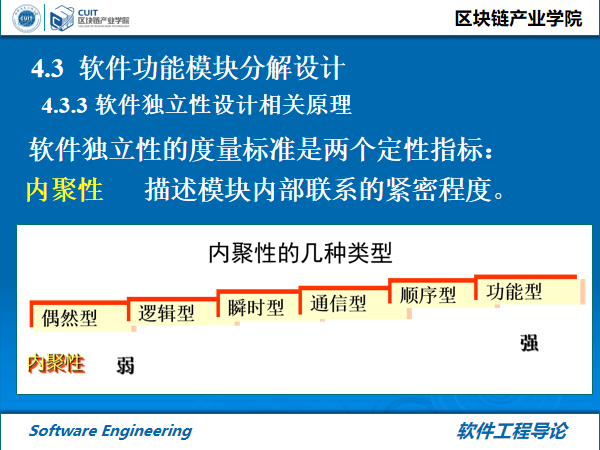 CUIT
区块链产业学院
区块链产业学院
4.3 软件功能模块分解设计
4.3.3 软件独立性设计相关原理
软件独立性的度量标准是两个定性指标：
内聚性 描述模块内部联系的紧密程度。
内聚性的几种类型
偶然型 逻辑型 瞬时型 通信型 顺序型 功能型
内聚性 弱 强
Software Engineering 软件工程导论